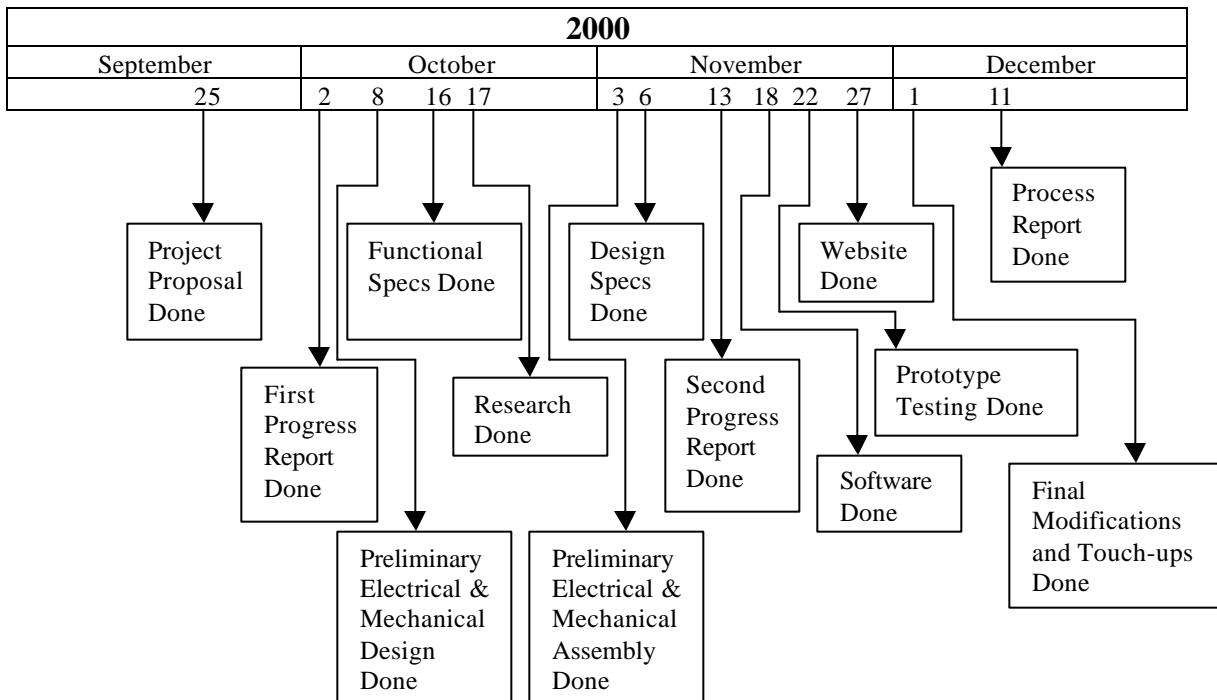 2000
September October November December
25 2 8 16 17 3 6 13 18 22 27 1 11
Project
Proposal
Done
First
Progress
Report
Done
Preliminary
Electrical &
Mechanical
Design
Done
Functional
Specs Done
Research
Done
Preliminary
Electrical &
Mechanical
Assembly
Done
Design
Specs
Done
Second
Progress
Report
Done
Software
Done
Prototype
Testing Done
Website
Done
Final
Modifications
and Touch-ups
Done
Process
Report
Done